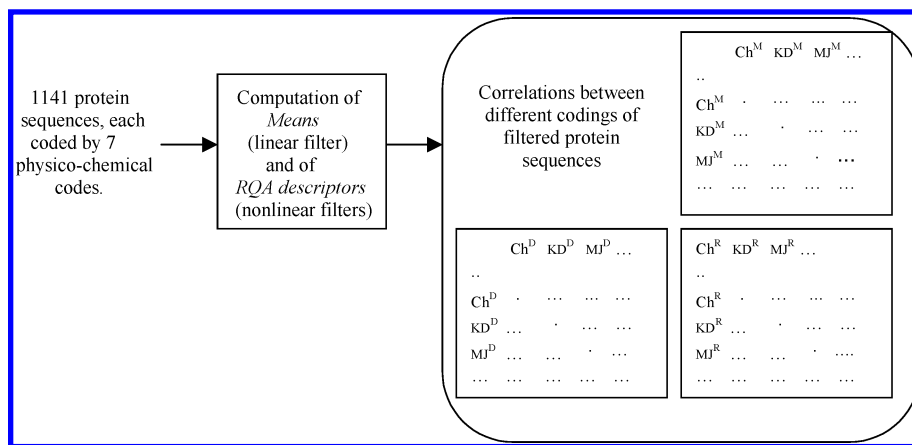 1141 protein
sequences, each
coded by 7
physico-chemical
codes.
Computation of
Means
(linear filter)
and of
RQA descriptors
(nonlinear filters)
Correlations between
different codings of
filtered protein
sequences
Ch^M KD^M MJ^M ...
..
Ch^M . ... ... ...
KD^M ... . ... ...
MJ^M ... ... . ...
... ... ... ... ...
Ch^D KD^D MJ^D ...
..
Ch^D . ... ... ...
KD^D ... . ... ...
MJ^D ... ... . ...
... ... ... ... ...
Ch^R KD^R MJ^R ...
..
Ch^R . ... ... ...
KD^R ... . ... ...
MJ^R ... ... . ....
... ... ... ... ...